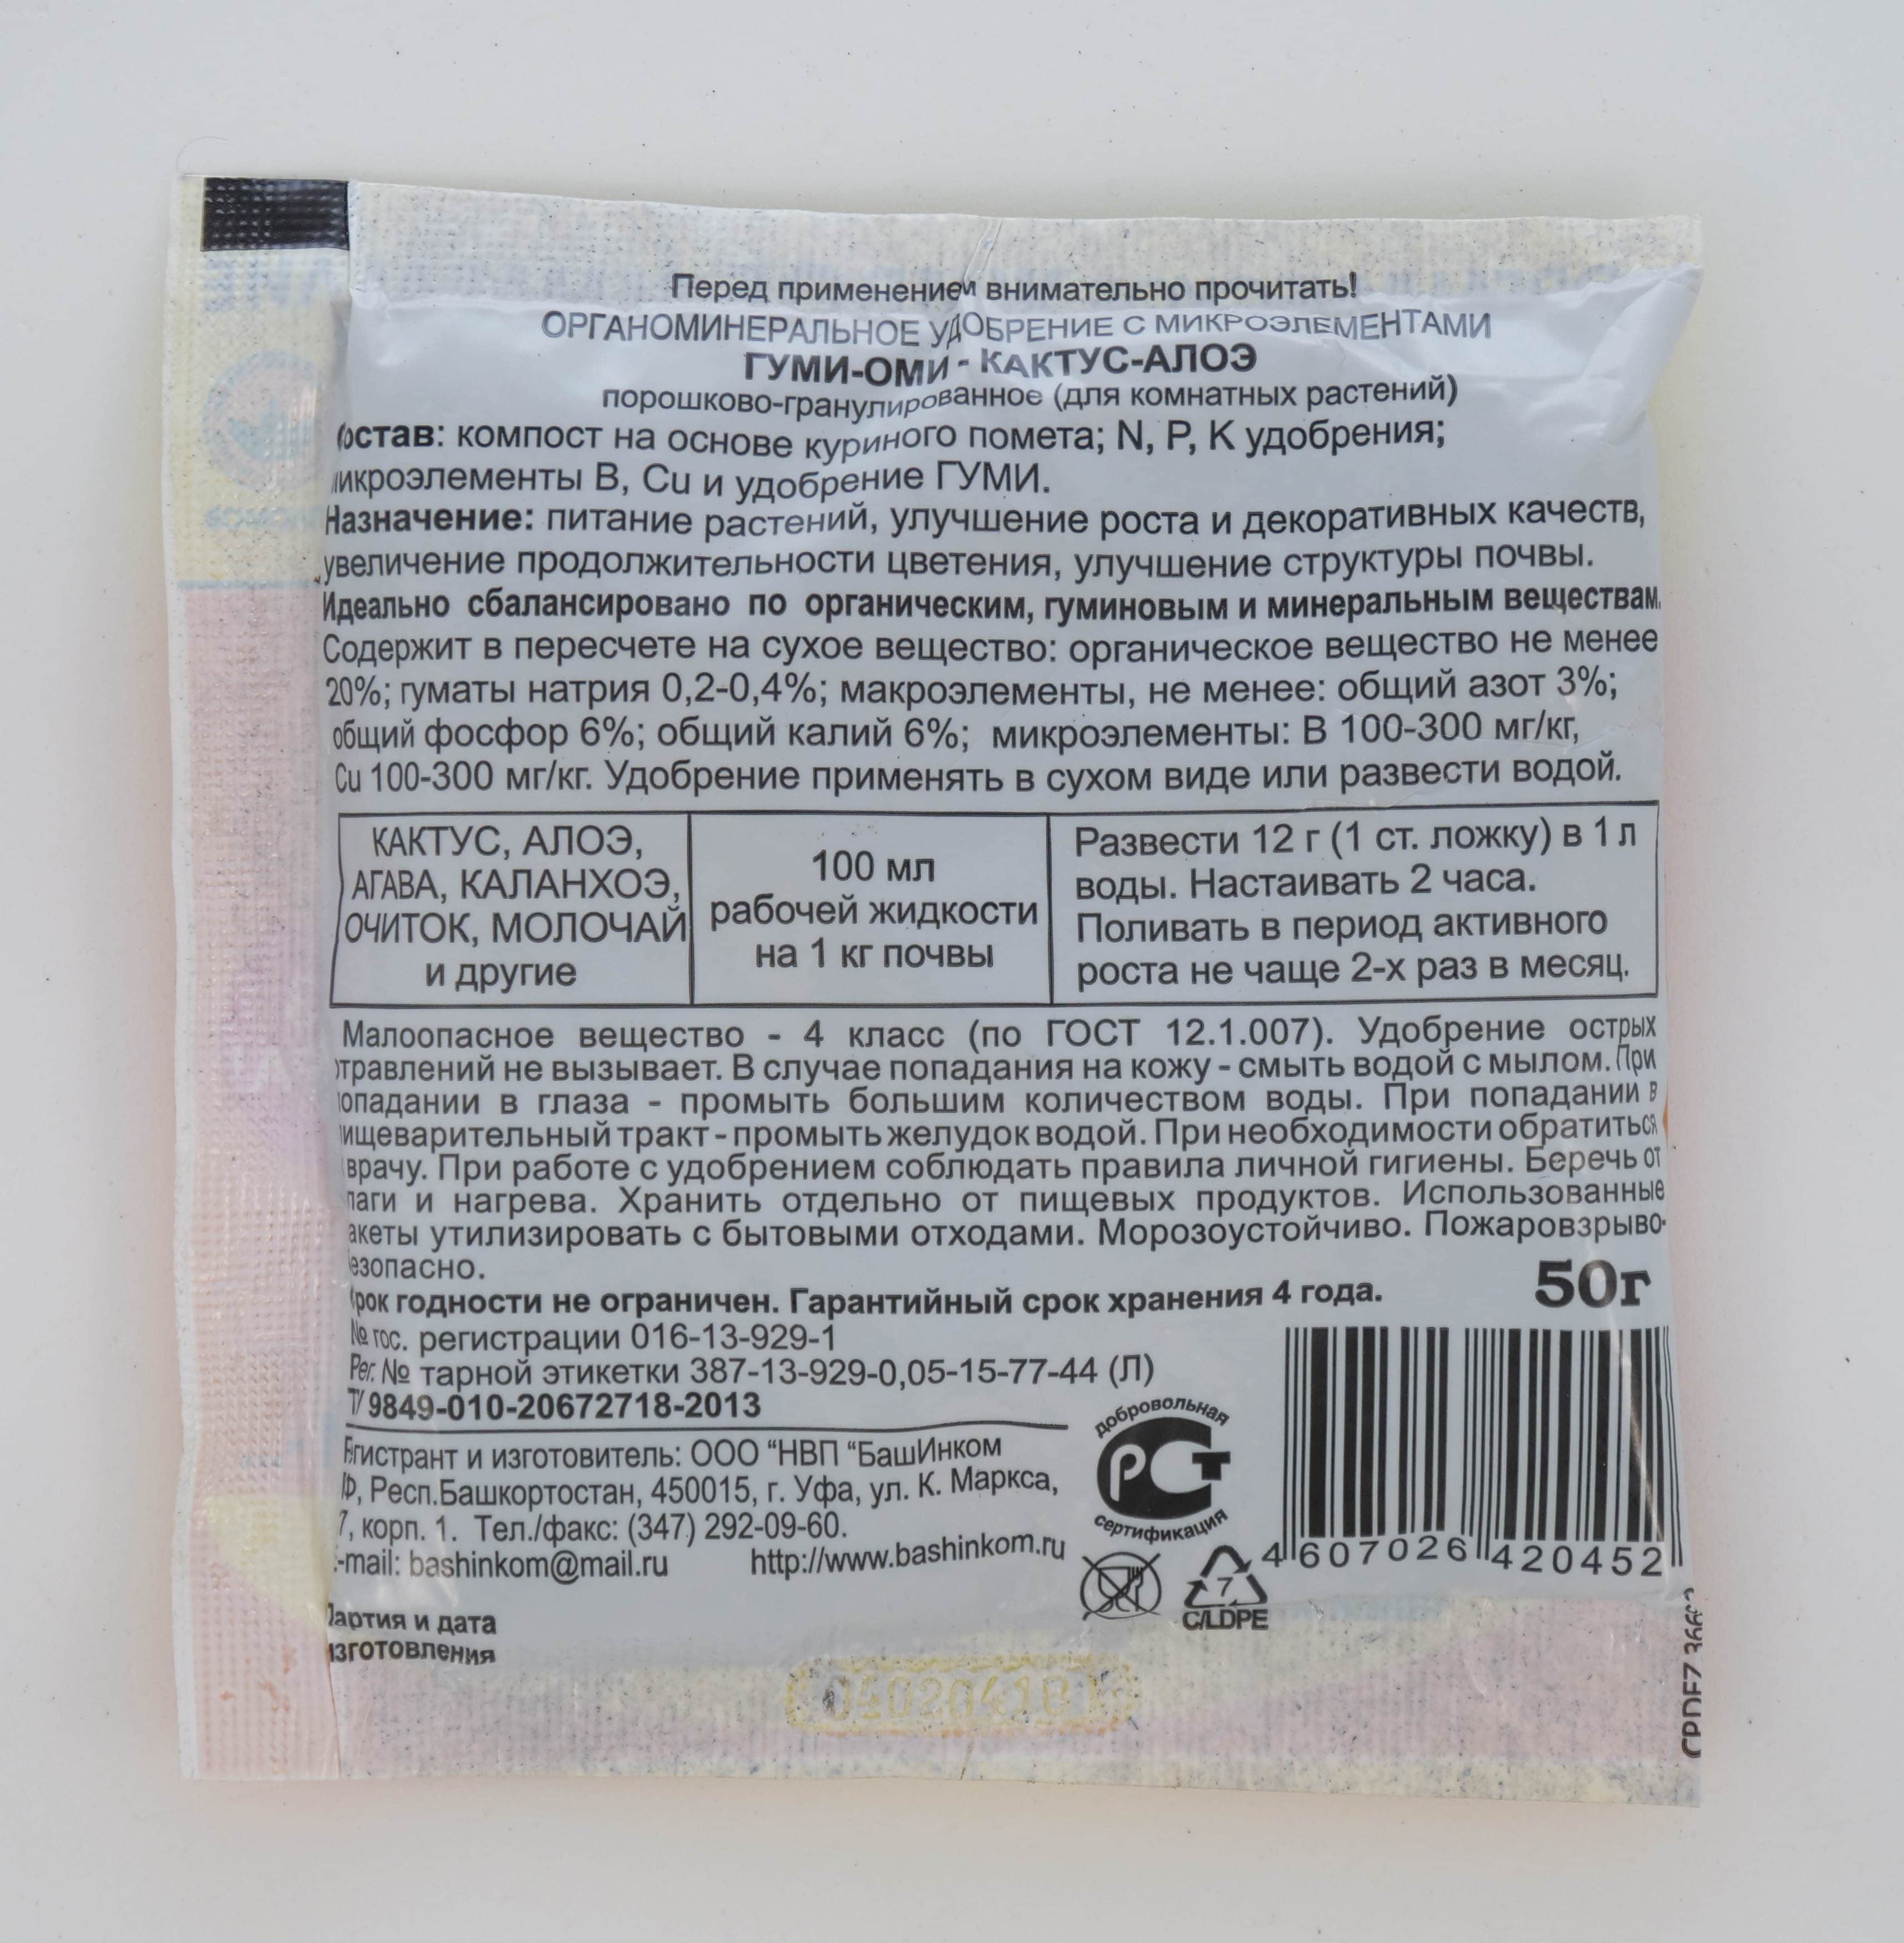 Перед применением внимательно прочитать!
ОРГАНОМИНЕРАЛЬНОЕ УДОБРЕНИЕ С МИКРОЭЛЕМЕНТАМИ
ГУМИ-ОМИ - КАКТУС-АЛОЭ
порошково-гранулированное (для комнатных растений)
Состав: компост на основе куриного помета; N, P, K удобрения;
микроэлементы B, Cu и удобрение ГУМИ.
Назначение: питание растений, улучшение роста и декоративных качеств,
увеличение продолжительности цветения, улучшение структуры почвы.
Идеально сбалансировано по органическим, гуминовым и минеральным веществам.
Содержит в пересчете на сухое вещество: органическое вещество не менее
20%; гуматы натрия 0,2-0,4%; макроэлементы, не менее: общий азот 3%;
общий фосфор 6%; общий калий 6%; микроэлементы: B 100-300 мг/кг,
Cu 100-300 мг/кг. Удобрение применять в сухом виде или развести водой.
КАКТУС, АЛОЭ,
АГАВА, КАЛАНХОЭ,
ОЧИТОК, МОЛОЧАЙ
и другие
100 мл
рабочей жидкости
на 1 кг почвы
Развести 12 г (1 ст. ложку) в 1 л
воды. Настаивать 2 часа.
Поливать в период активного
роста не чаще 2-х раз в месяц.
Малоопасное вещество - 4 класс (по ГОСТ 12.1.007). Удобрение острых
отравлений не вызывает. В случае попадания на кожу - смыть водой с мылом. При
попадании в глаза - промыть большим количеством воды. При попадании в
пищеварительный тракт - промыть желудок водой. При необходимости обратиться
врачу. При работе с удобрением соблюдать правила личной гигиены. Беречь от
влаги и нагрева. Хранить отдельно от пищевых продуктов. Использованные
пакеты утилизировать с бытовыми отходами. Морозоустойчиво. Пожаровзрыво-
безопасно.
Срок годности не ограничен. Гарантийный срок хранения 4 года.
50г
№ гос. регистрации 016-13-929-1
Рег. № тарной этикетки 387-13-929-0,05-15-77-44 (Л)
ТУ 9849-010-20672718-2013
Регистрант и изготовитель: ООО “НВП “БашИнком
РФ, Респ.Башкортостан, 450015, г. Уфа, ул. К. Маркса,
7, корп. 1. Тел./факс: (347) 292-09-60.
E-mail: bashinkom@mail.ru http://www.bashinkom.ru
добровольная
РСТ
сертификация
7
C/LDPE
4 607026 420452
Партия и дата
изготовления